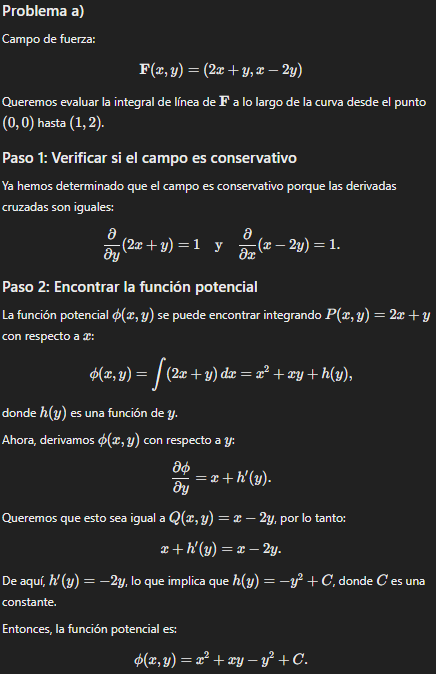 Problema a)
Campo de fuerza:
F(x, y) = (2x + y, x − 2y)
Queremos evaluar la integral de línea de F a lo largo de la curva desde el punto
(0, 0) hasta (1, 2).
Paso 1: Verificar si el campo es conservativo
Ya hemos determinado que el campo es conservativo porque las derivadas
cruzadas son iguales:
∂/∂y (2x + y) = 1 y ∂/∂x (x − 2y) = 1.
Paso 2: Encontrar la función potencial
La función potencial ϕ(x, y) se puede encontrar integrando P(x, y) = 2x + y
con respecto a x:
ϕ(x, y) = ∫ (2x + y) dx = x² + xy + h(y),
donde h(y) es una función de y.
Ahora, derivamos ϕ(x, y) con respecto a y:
∂ϕ/∂y = x + h′(y).
Queremos que esto sea igual a Q(x, y) = x − 2y, por lo tanto:
x + h′(y) = x − 2y.
De aquí, h′(y) = −2y, lo que implica que h(y) = −y² + C, donde C es una
constante.
Entonces, la función potencial es:
ϕ(x, y) = x² + xy − y² + C.